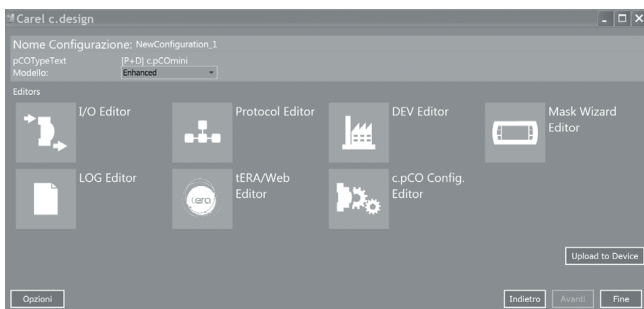 Carel c.design
Nome Configurazione: NewConfiguration_1
pCOTypeText [P+D] c.pCOmini
Modello: Enhanced
Editors
I/O Editor
Protocol Editor
DEV Editor
Mask Wizard
Editor
LOG Editor
tERA/Web
Editor
tera
c.pCO Config.
Editor
Upload to Device
Opzioni
Indietro
Avanti
Fine